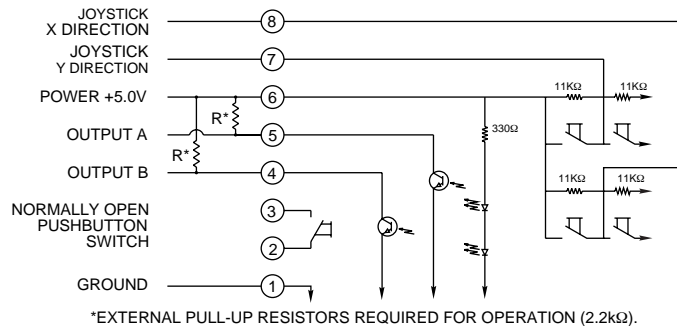 JOYSTICK
X DIRECTION
8
JOYSTICK
Y DIRECTION
7
POWER +5.0V
6
11KΩ
11KΩ
R*
330Ω
OUTPUT A
5
R*
OUTPUT B
4
11KΩ
11KΩ
NORMALLY OPEN
PUSHBUTTON
SWITCH
3
2
GROUND
1
*EXTERNAL PULL-UP RESISTORS REQUIRED FOR OPERATION (2.2kΩ).